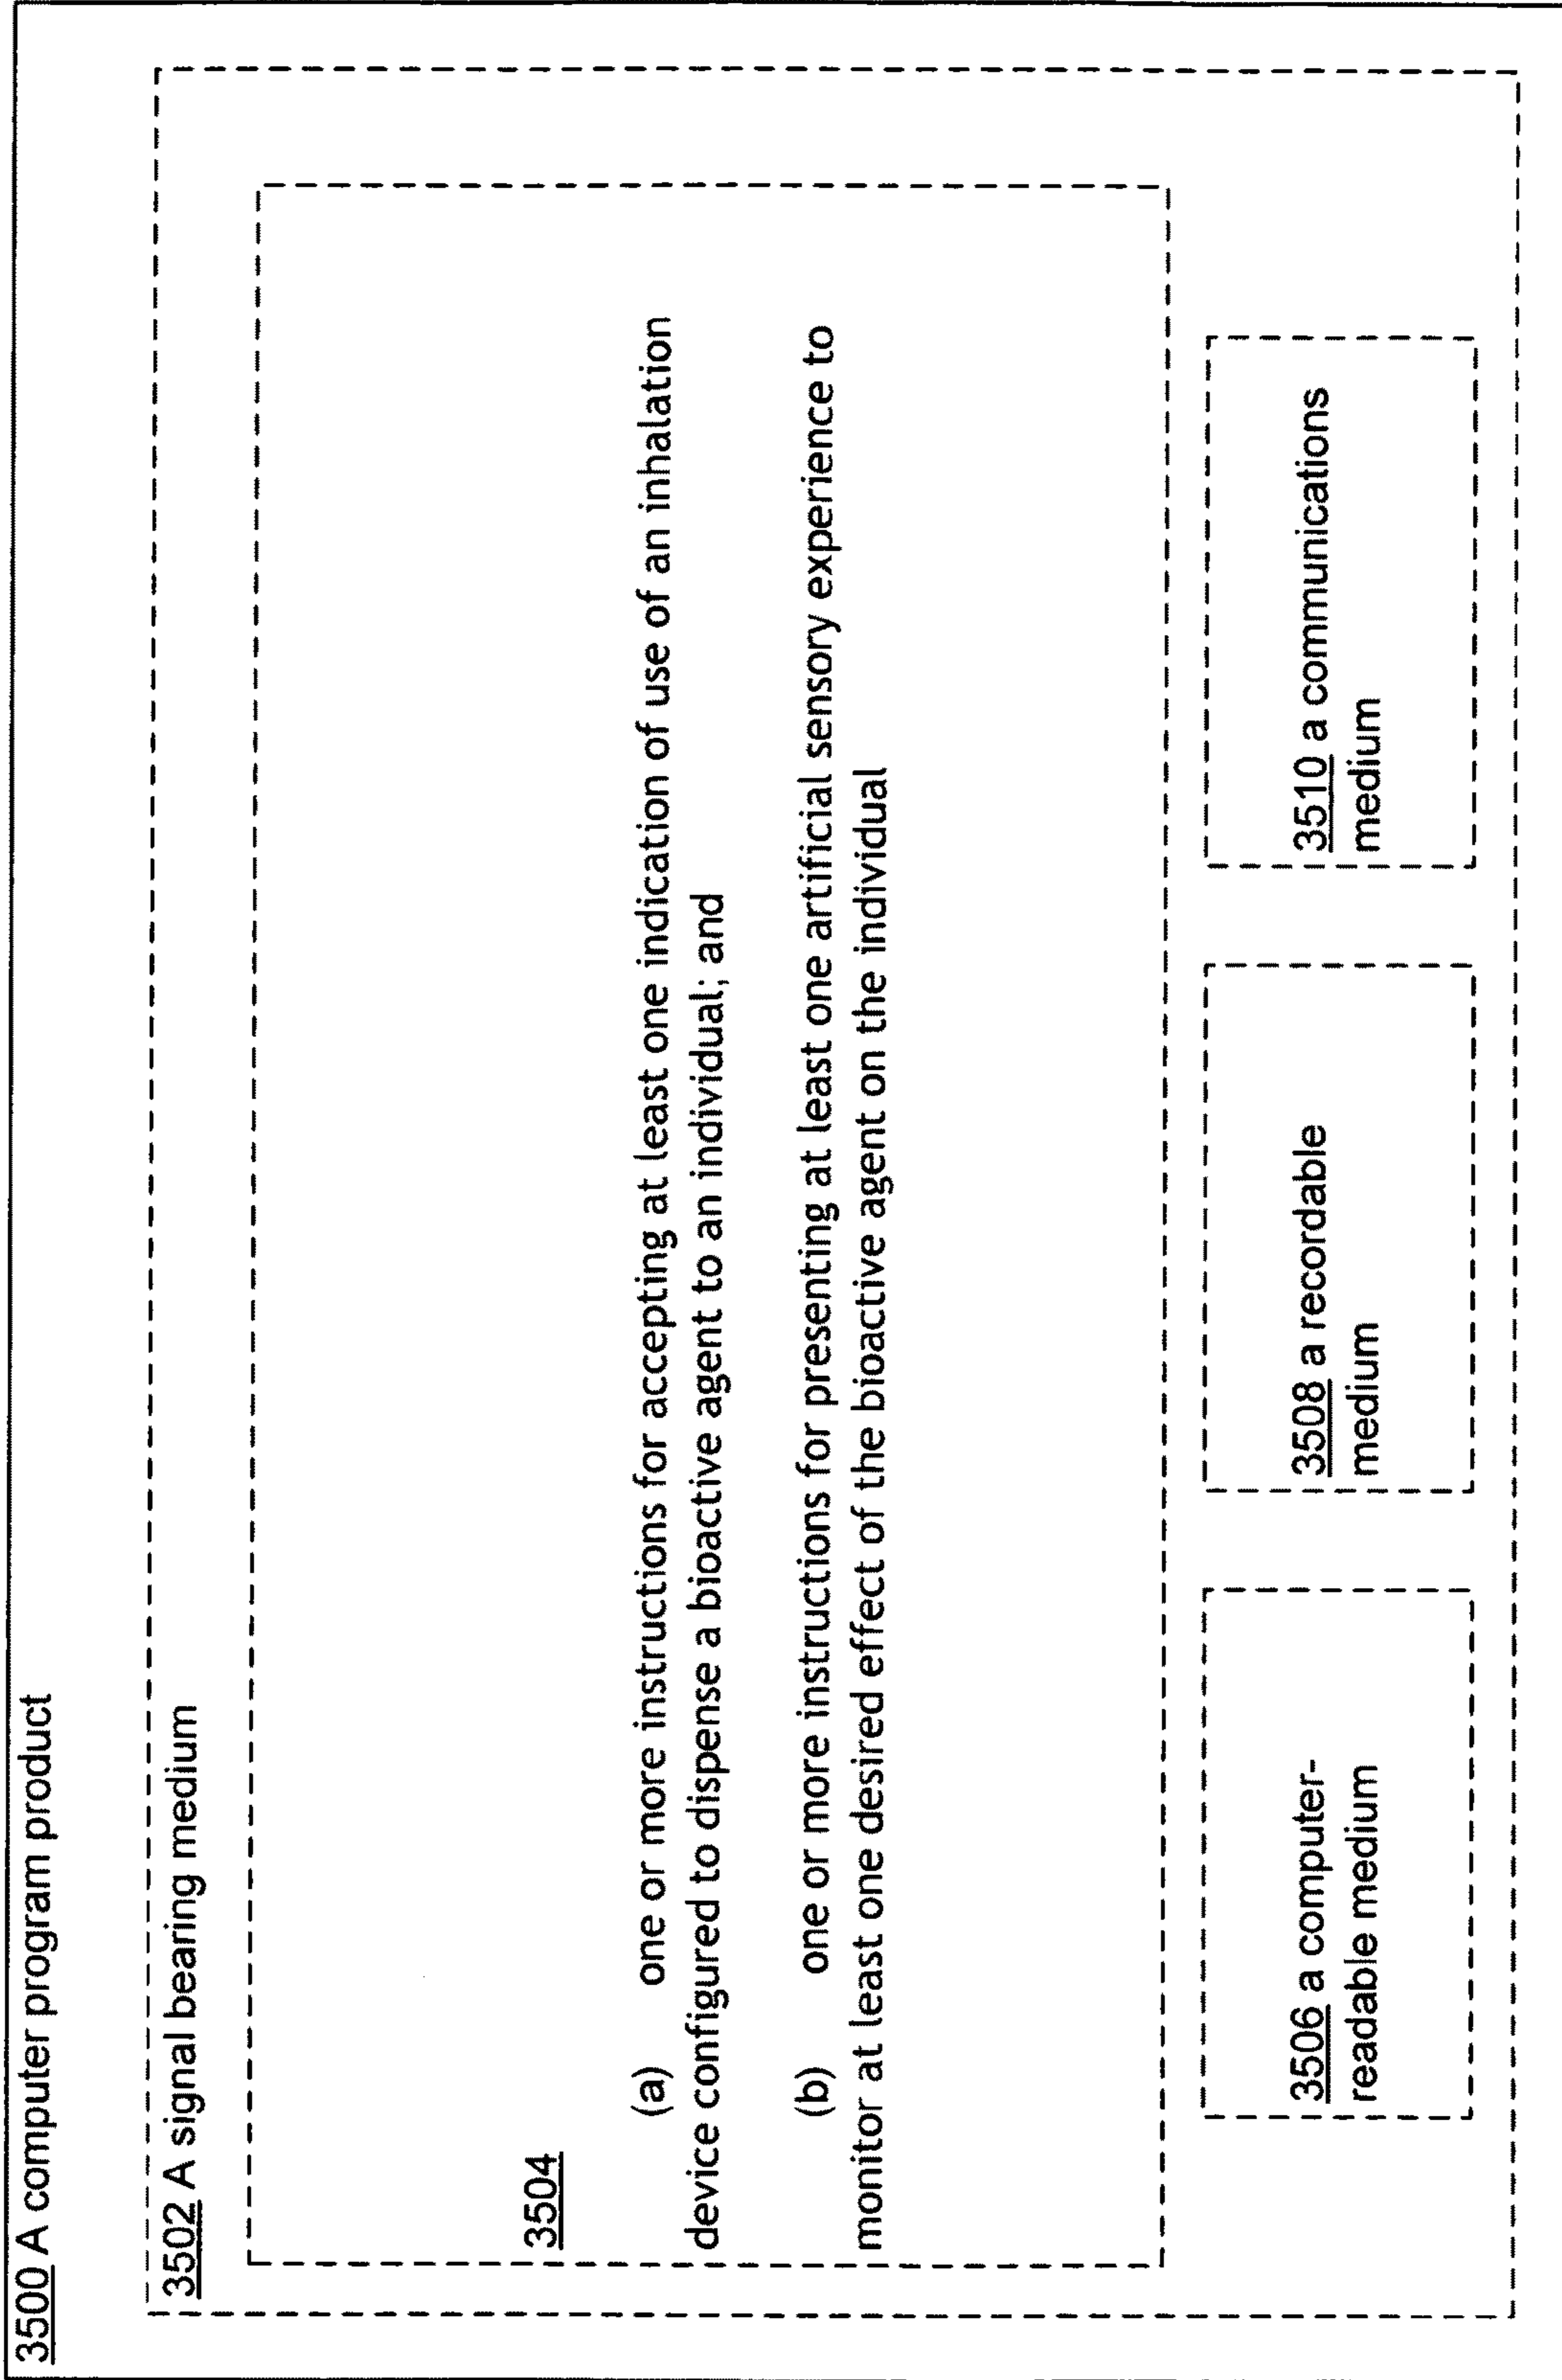 3500 A computer program product
3502 A signal bearing medium
3504
(a) one or more instructions for accepting at least one indication of use of an inhalation
device configured to dispense a bioactive agent to an individual; and
(b) one or more instructions for presenting at least one artificial sensory experience to
monitor at least one desired effect of the bioactive agent on the individual
3506 a computer-
readable medium
3508 a recordable
medium
3510 a communications
medium